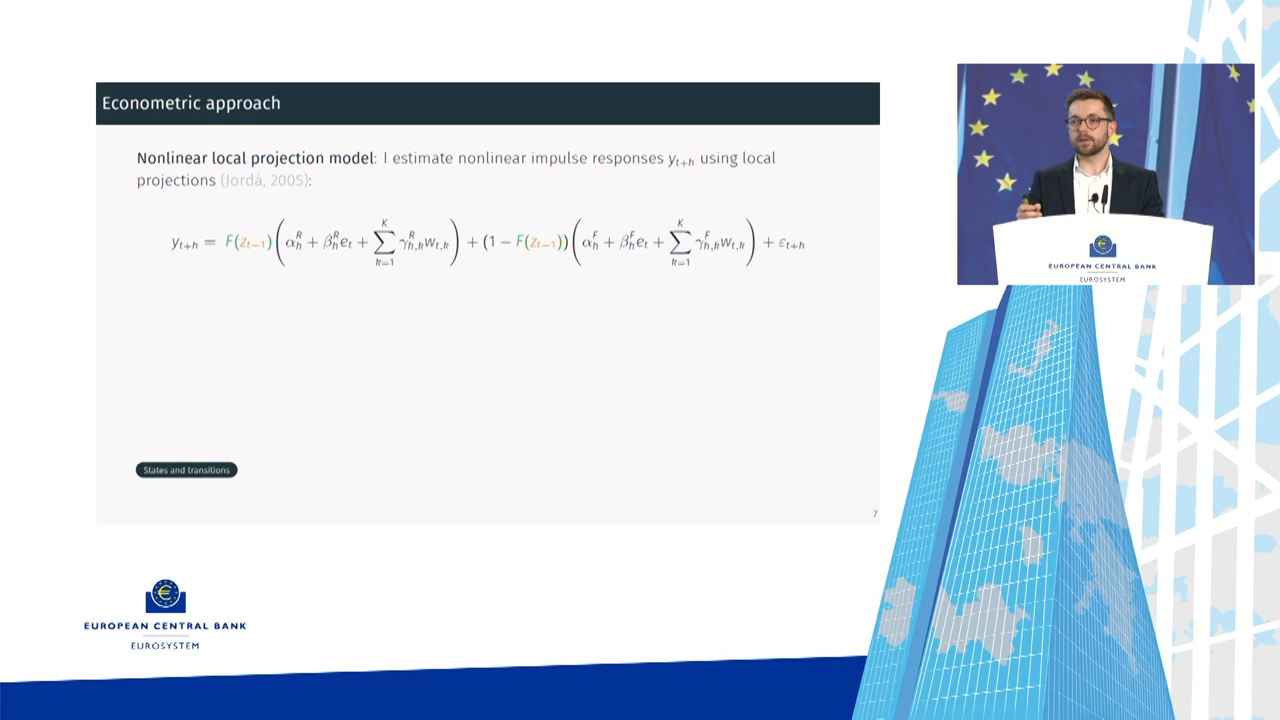 Econometric approach
Nonlinear local projection model: I estimate nonlinear impulse responses y_{t+h} using local
projections (Jordà, 2005):
y_{t+h} = F(z_{t−1}) ( α_h^R + β_h^R e_t + ∑_{k=1}^{K} γ_{h,k}^R w_{t,k} ) + (1 − F(z_{t−1})) ( α_h^F + β_h^F e_t + ∑_{k=1}^{K} γ_{h,k}^F w_{t,k} ) + ε_{t+h}
States and transitions
7
EUROPEAN CENTRAL BANK
EUROSYSTEM
EUROPEAN CENTRAL BANK
EUROSYSTEM